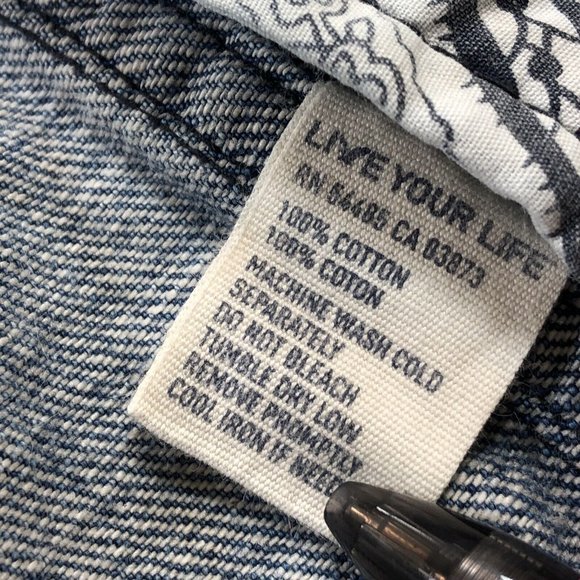 LIVE YOUR LIFE
RN 54485 CA 03873
100% COTTON
100% COTON
MACHINE WASH COLD
SEPARATELY
DO NOT BLEACH
TUMBLE DRY LOW
REMOVE PROMPTLY
COOL IRON IF